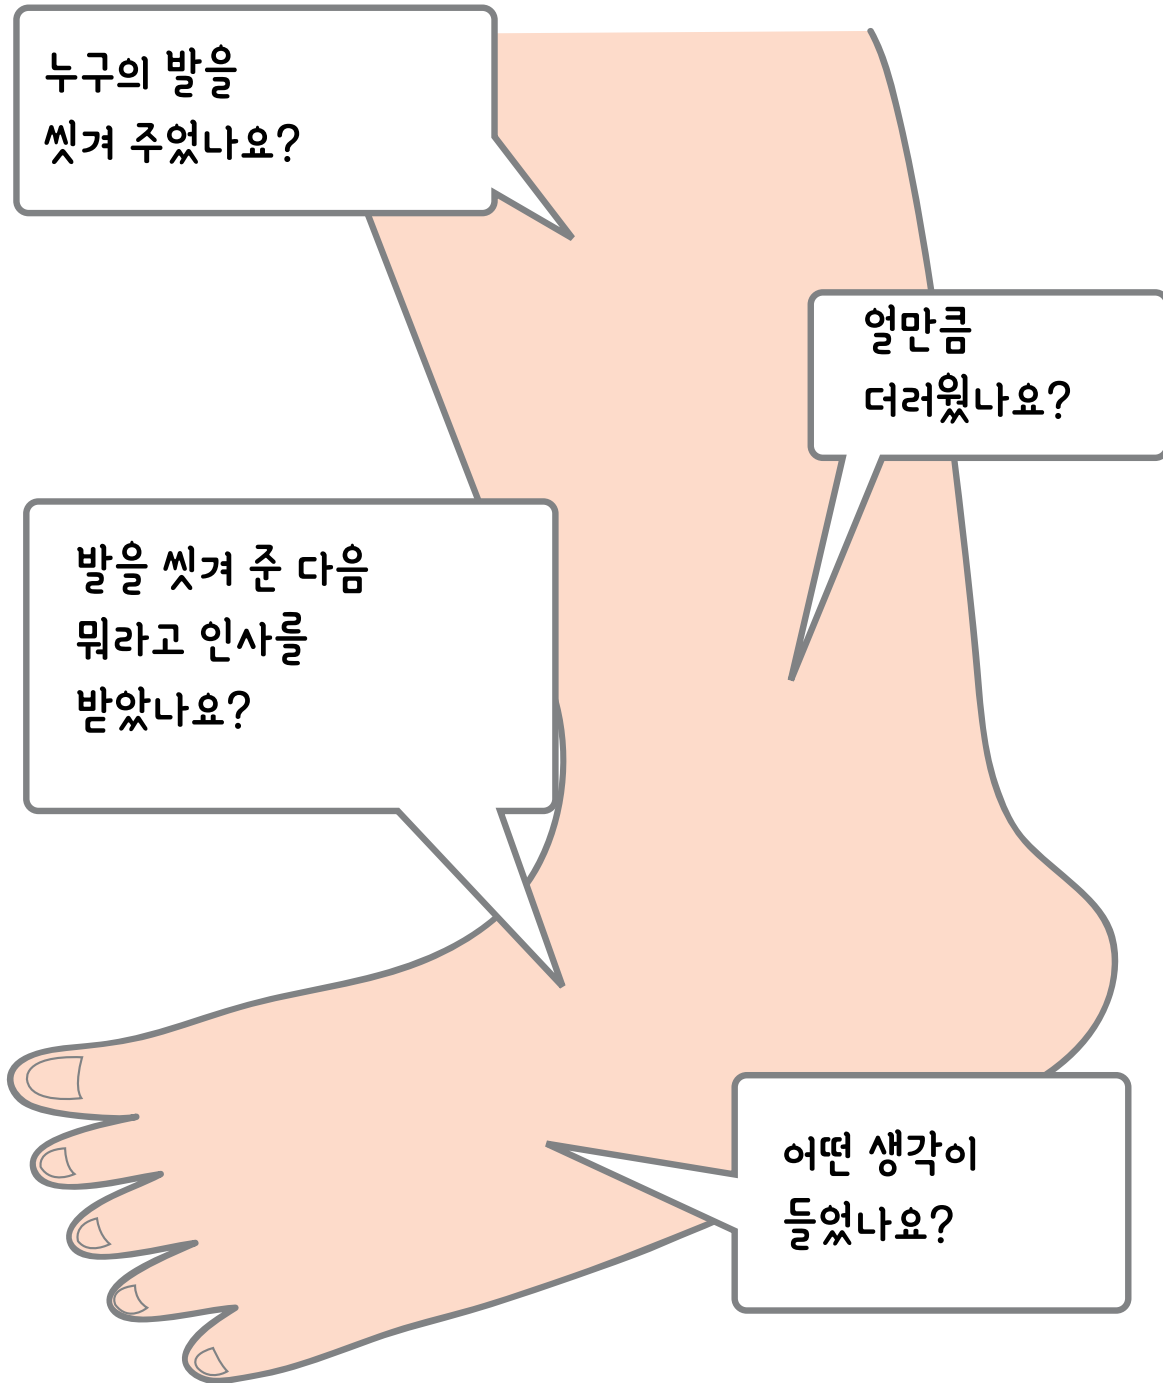 누구의 발을
씻겨 주었나요?
얼만큼
더러웠나요?
발을 씻겨 준 다음
뭐라고 인사를
받았나요?
어떤 생각이
들었나요?